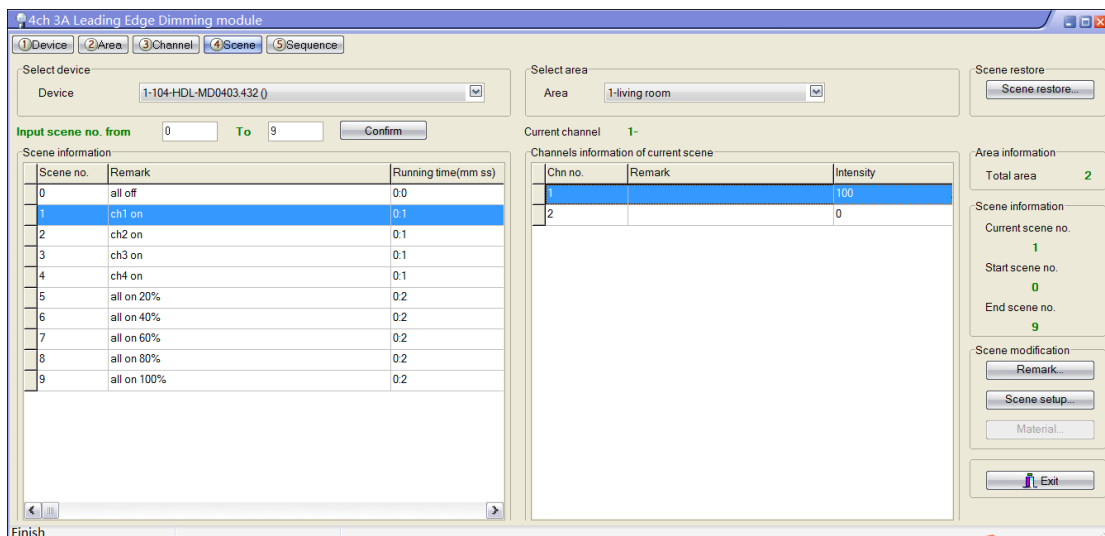 4ch 3A Leading Edge Dimming module
①Device ②Area ③Channel ④Scene ⑤Sequence
Select device
Device 1-104-HDL-MD0403.432 ()
Select area
Area 1-living room
Scene restore
Scene restore...
Input scene no. from 0 To 9 Confirm
Current channel 1-
Scene information
Scene no. Remark Running time(mm ss)
0 all off 0:0
1 ch1 on 0:1
2 ch2 on 0:1
3 ch3 on 0:1
4 ch4 on 0:1
5 all on 20% 0:2
6 all on 40% 0:2
7 all on 60% 0:2
8 all on 80% 0:2
9 all on 100% 0:2
Channels information of current scene
Chn no. Remark Intensity
1 100
2 0
Area information
Total area 2
Scene information
Current scene no.
1
Start scene no.
0
End scene no.
9
Scene modification
Remark...
Scene setup...
Material...
Exit
Finish